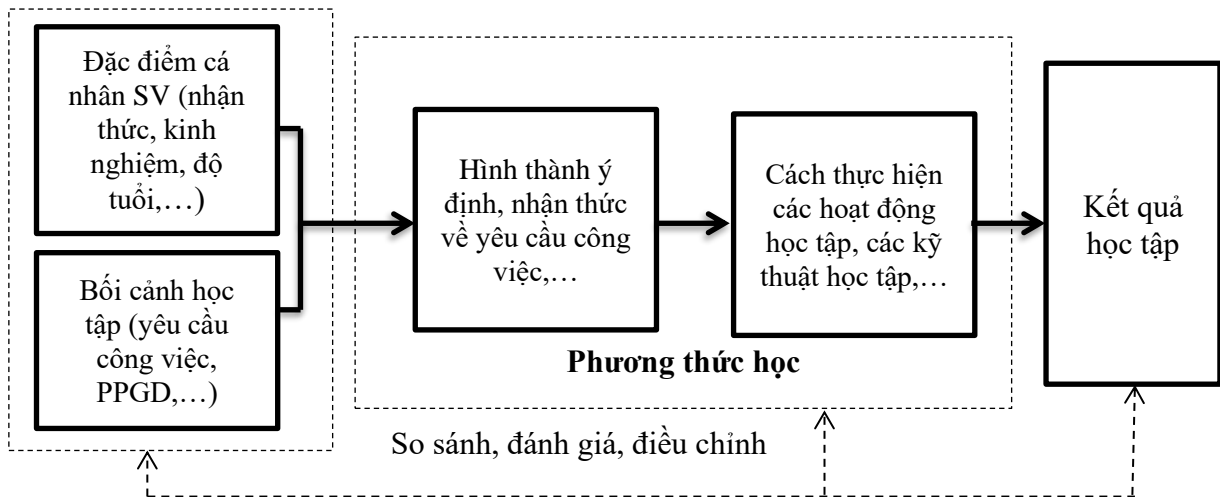 Đặc điểm cá
nhân SV (nhận
thức, kinh
nghiệm, độ
tuổi,…)
Bối cảnh học
tập (yêu cầu
công việc,
PPGD,…)
Hình thành ý
định, nhận thức
về yêu cầu công
việc,…
Cách thực hiện
các hoạt động
học tập, các kỹ
thuật học tập,…
Phương thức học
Kết quả
học tập
So sánh, đánh giá, điều chỉnh